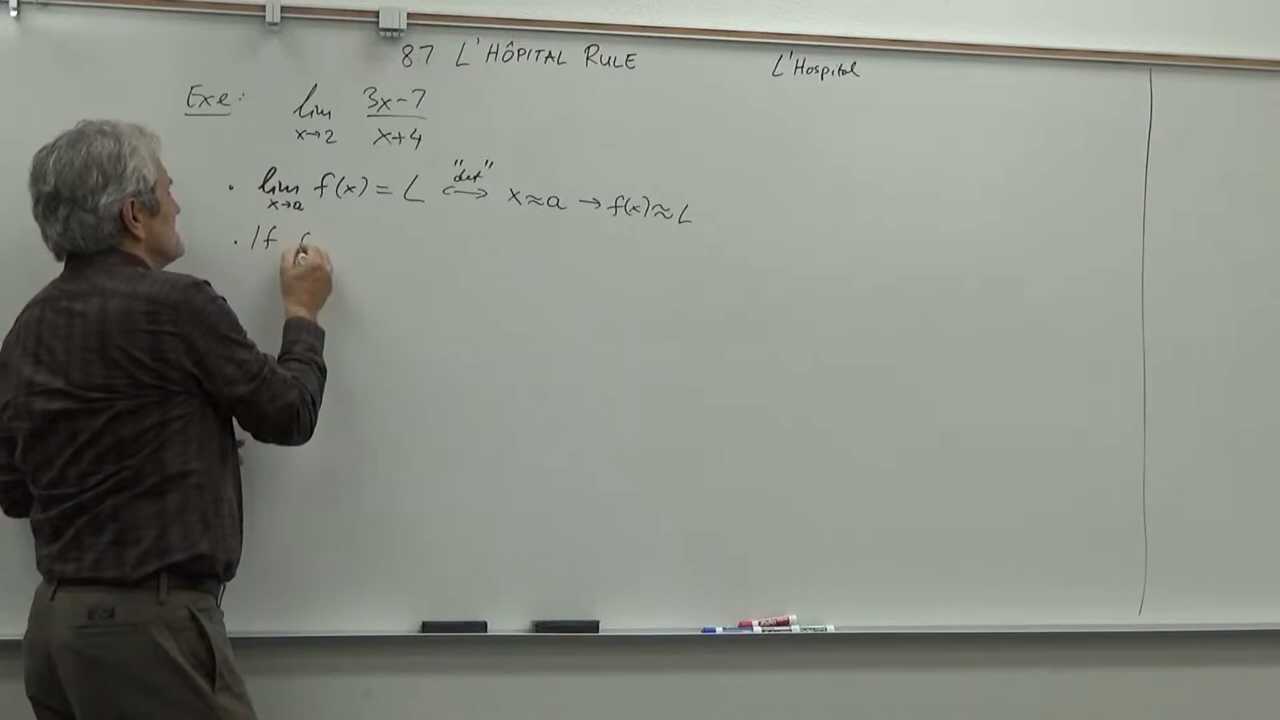 87 L'HÔPITAL RULE
L'Hospital
Exe: lim x→2 3x-7 / x+4
· lim x→a f(x) = L "def" ⟷ x≈a → f(x)≈L
· If